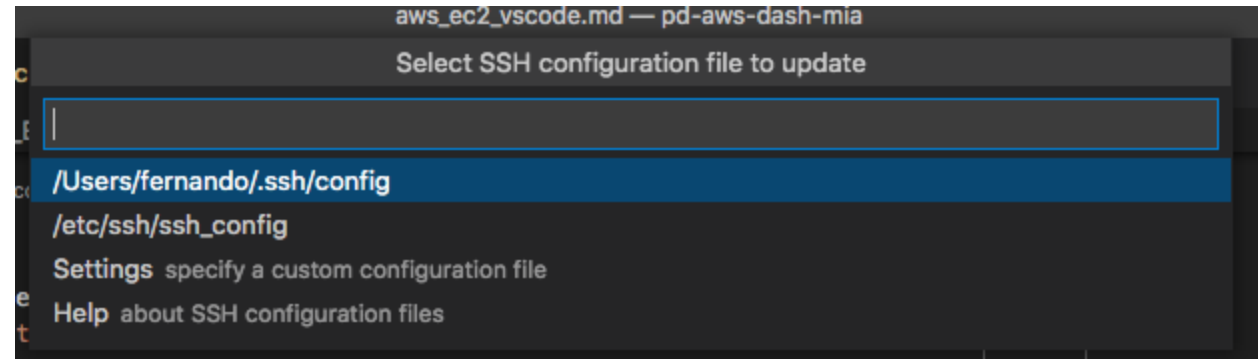 aws_ec2_vscode.md — pd-aws-dash-mia
Select SSH configuration file to update
/Users/fernando/.ssh/config
/etc/ssh/ssh_config
Settings specify a custom configuration file
Help about SSH configuration files